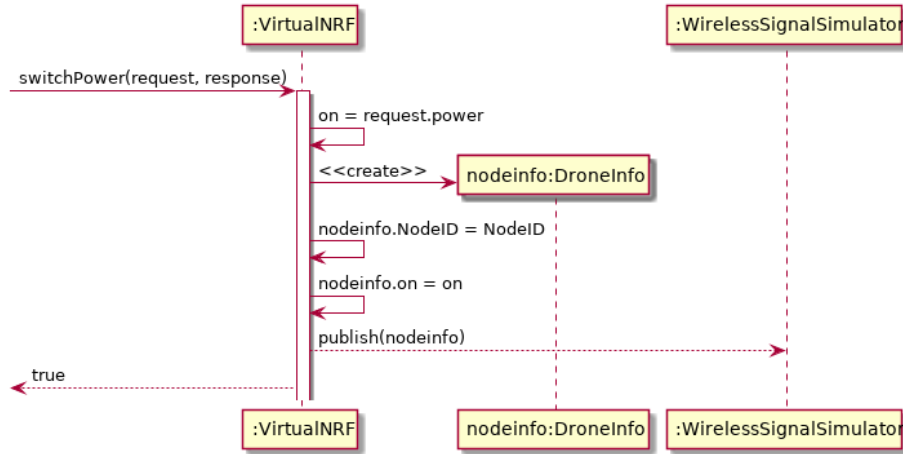 :VirtualNRF
:WirelessSignalSimulator
switchPower(request, response)
on = request.power
<<create>>
nodeinfo:DroneInfo
nodeinfo.NodeID = NodeID
nodeinfo.on = on
publish(nodeinfo)
true
:VirtualNRF
nodeinfo:DroneInfo
:WirelessSignalSimulator